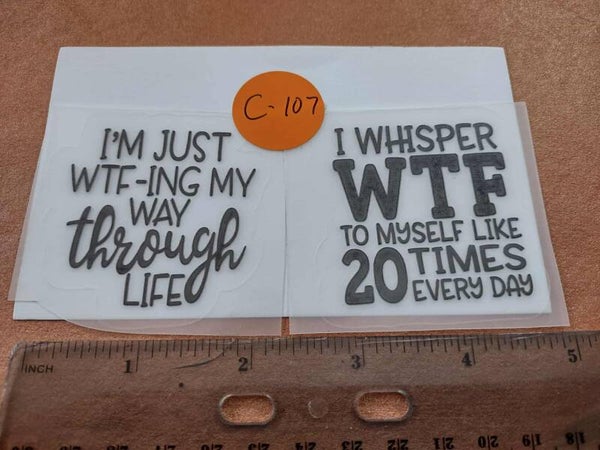 C-107
I'M JUST
WTF-ING MY
WAY
through
LIFE
I WHISPER
WTF
TO MYSELF LIKE
20 TIMES
EVERY DAY
INCH 1 2 3 4 5